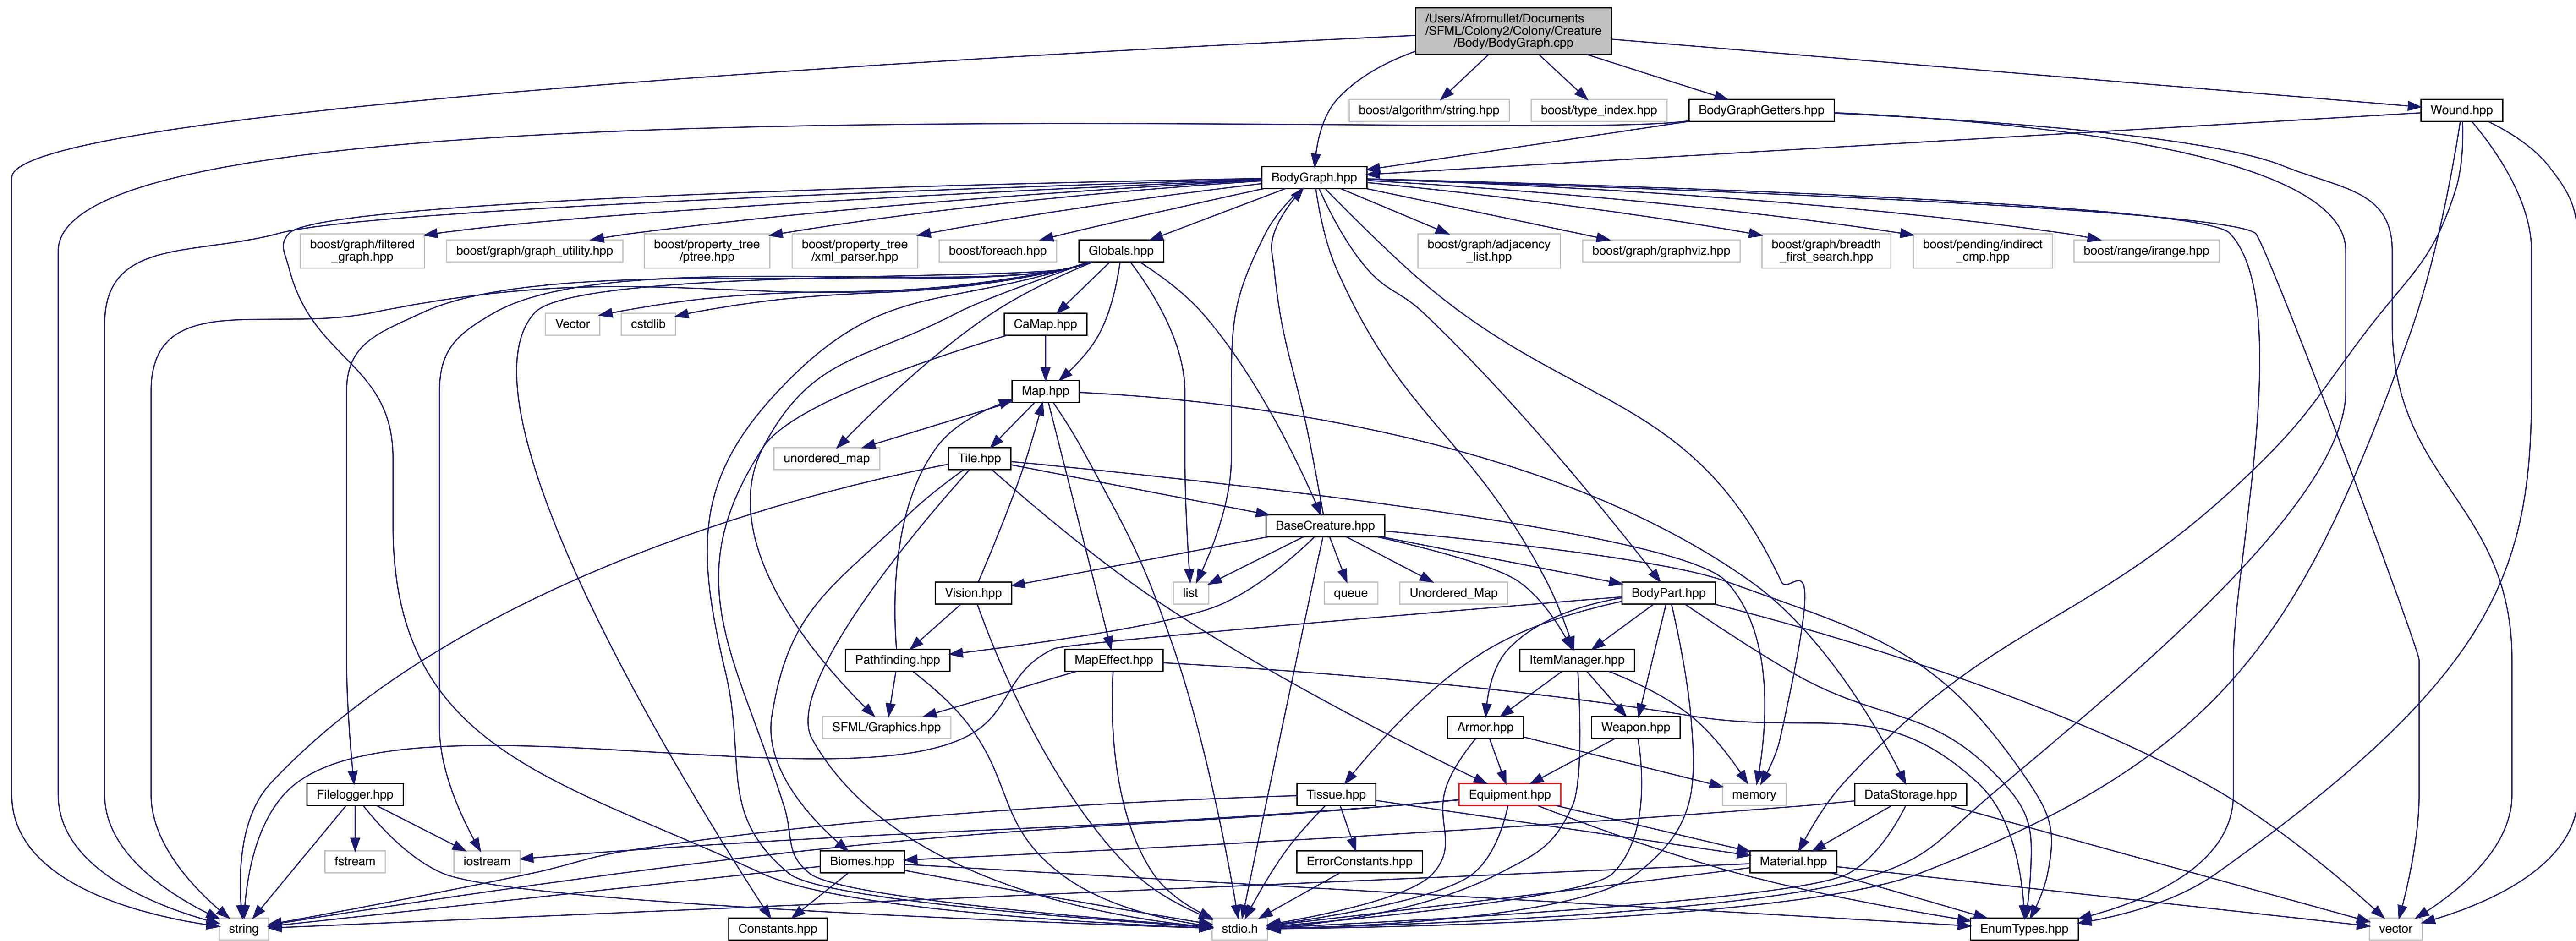 /Users/Afromullet/Documents
/SFML/Colony2/Colony/Creature
/Body/BodyGraph.cpp
boost/algorithm/string.hpp
boost/type_index.hpp
BodyGraphGetters.hpp
Wound.hpp
BodyGraph.hpp
boost/graph/filtered
_graph.hpp
boost/graph/graph_utility.hpp
boost/property_tree
/ptree.hpp
boost/property_tree
/xml_parser.hpp
boost/foreach.hpp
Globals.hpp
boost/graph/adjacency
_list.hpp
boost/graph/graphviz.hpp
boost/graph/breadth
_first_search.hpp
boost/pending/indirect
_cmp.hpp
boost/range/irange.hpp
Vector
cstdlib
CaMap.hpp
Map.hpp
unordered_map
Tile.hpp
BaseCreature.hpp
Vision.hpp
list
queue
Unordered_Map
BodyPart.hpp
Pathfinding.hpp
MapEffect.hpp
ItemManager.hpp
SFML/Graphics.hpp
Armor.hpp
Weapon.hpp
Filelogger.hpp
Tissue.hpp
Equipment.hpp
memory
DataStorage.hpp
fstream
iostream
Biomes.hpp
ErrorConstants.hpp
Material.hpp
string
Constants.hpp
stdio.h
EnumTypes.hpp
vector